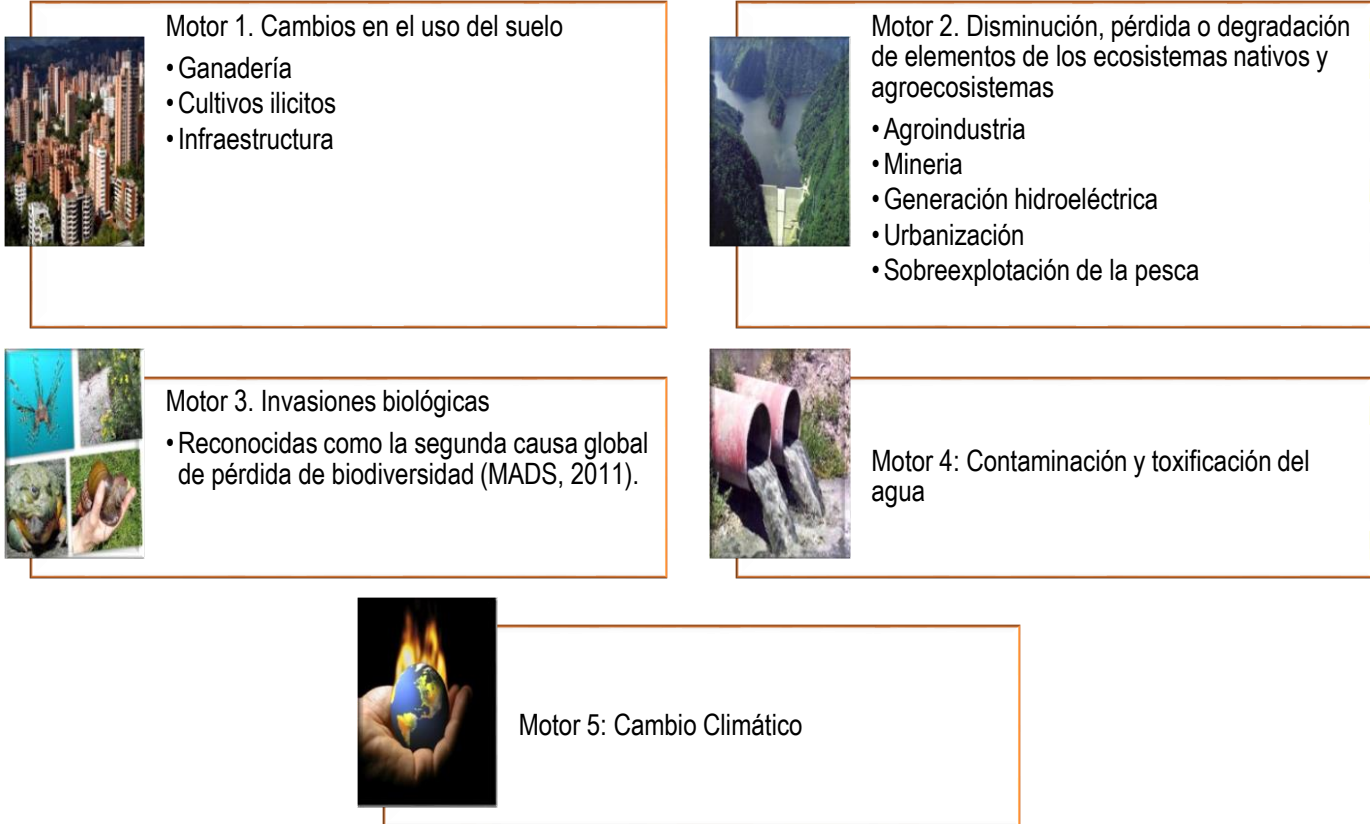 Motor 1. Cambios en el uso del suelo
• Ganadería
• Cultivos ilicitos
• Infraestructura
Motor 2. Disminución, pérdida o degradación
de elementos de los ecosistemas nativos y
agroecosistemas
• Agroindustria
• Mineria
• Generación hidroeléctrica
• Urbanización
• Sobreexplotación de la pesca
Motor 3. Invasiones biológicas
• Reconocidas como la segunda causa global
de pérdida de biodiversidad (MADS, 2011).
Motor 4: Contaminación y toxificación del
agua
Motor 5: Cambio Climático